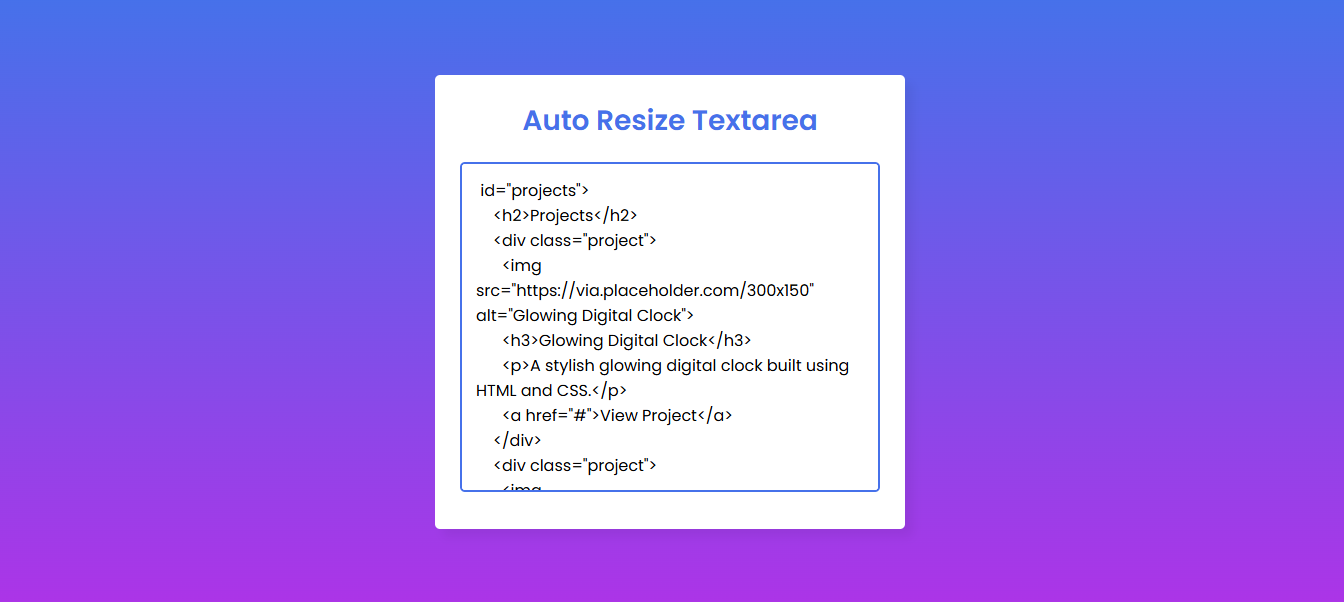 Auto Resize Textarea
id="projects">
<h2>Projects</h2>
<div class="project">
<img
src="https://via.placeholder.com/300x150"
alt="Glowing Digital Clock">
<h3>Glowing Digital Clock</h3>
<p>A stylish glowing digital clock built using
HTML and CSS.</p>
<a href="#">View Project</a>
</div>
<div class="project">
<img